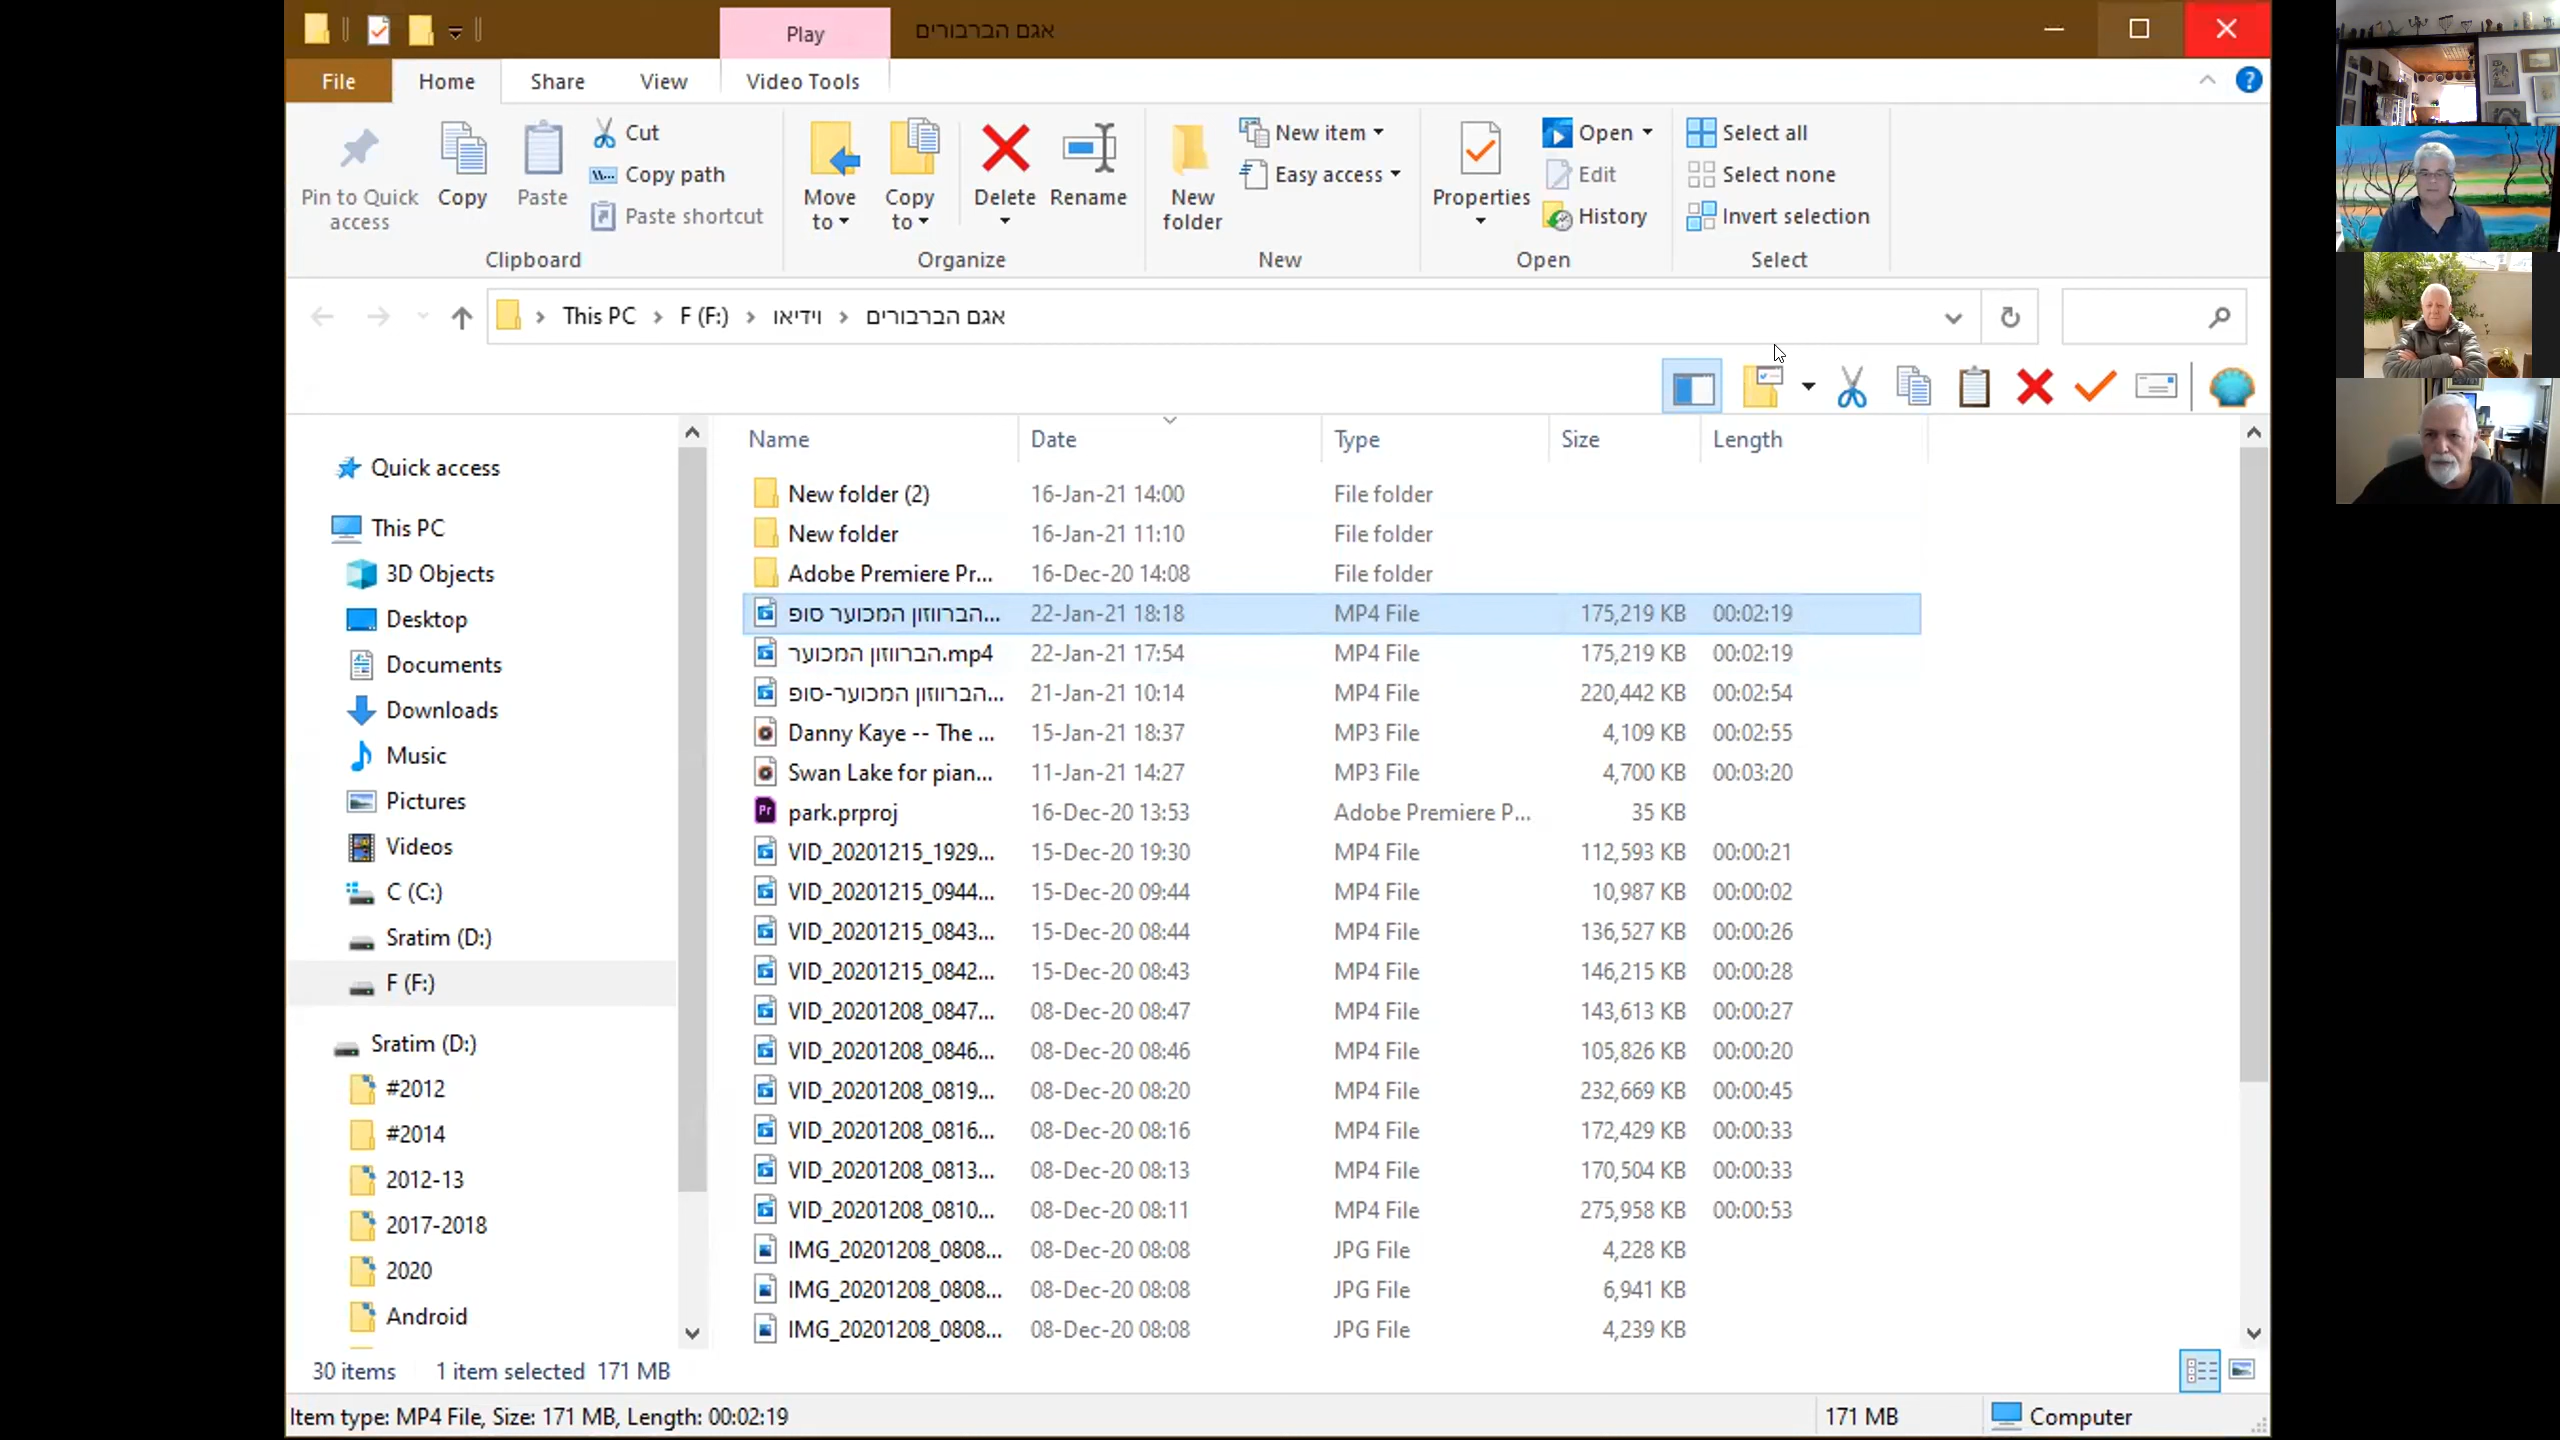 Play
אגם הברבורים
File
Home
Share
View
Video Tools
Pin to Quick access
Copy
Paste
Cut
Copy path
Paste shortcut
Clipboard
Move to
Copy to
Delete
Rename
Organize
New folder
New item
Easy access
New
Properties
Open
Edit
History
Open
Select all
Select none
Invert selection
Select
This PC › F (F:) › וידיאו › אגם הברבורים
Quick access
This PC
3D Objects
Desktop
Documents
Downloads
Music
Pictures
Videos
C (C:)
Sratim (D:)
F (F:)
Sratim (D:)
#2012
#2014
2012-13
2017-2018
2020
Android
Name Date Type Size Length
New folder (2) 16-Jan-21 14:00 File folder
New folder 16-Jan-21 11:10 File folder
Adobe Premiere Pr... 16-Dec-20 14:08 File folder
הברווזון המכוער סופ... 22-Jan-21 18:18 MP4 File 175,219 KB 00:02:19
הברווזון המכוער.mp4 22-Jan-21 17:54 MP4 File 175,219 KB 00:02:19
הברווזון המכוער-סופ... 21-Jan-21 10:14 MP4 File 220,442 KB 00:02:54
Danny Kaye -- The ... 15-Jan-21 18:37 MP3 File 4,109 KB 00:02:55
Swan Lake for pian... 11-Jan-21 14:27 MP3 File 4,700 KB 00:03:20
park.prproj 16-Dec-20 13:53 Adobe Premiere P... 35 KB
VID_20201215_1929... 15-Dec-20 19:30 MP4 File 112,593 KB 00:00:21
VID_20201215_0944... 15-Dec-20 09:44 MP4 File 10,987 KB 00:00:02
VID_20201215_0843... 15-Dec-20 08:44 MP4 File 136,527 KB 00:00:26
VID_20201215_0842... 15-Dec-20 08:43 MP4 File 146,215 KB 00:00:28
VID_20201208_0847... 08-Dec-20 08:47 MP4 File 143,613 KB 00:00:27
VID_20201208_0846... 08-Dec-20 08:46 MP4 File 105,826 KB 00:00:20
VID_20201208_0819... 08-Dec-20 08:20 MP4 File 232,669 KB 00:00:45
VID_20201208_0816... 08-Dec-20 08:16 MP4 File 172,429 KB 00:00:33
VID_20201208_0813... 08-Dec-20 08:13 MP4 File 170,504 KB 00:00:33
VID_20201208_0810... 08-Dec-20 08:11 MP4 File 275,958 KB 00:00:53
IMG_20201208_0808... 08-Dec-20 08:08 JPG File 4,228 KB
IMG_20201208_0808... 08-Dec-20 08:08 JPG File 6,941 KB
IMG_20201208_0808... 08-Dec-20 08:08 JPG File 4,239 KB
30 items 1 item selected 171 MB
Item type: MP4 File, Size: 171 MB, Length: 00:02:19 171 MB Computer